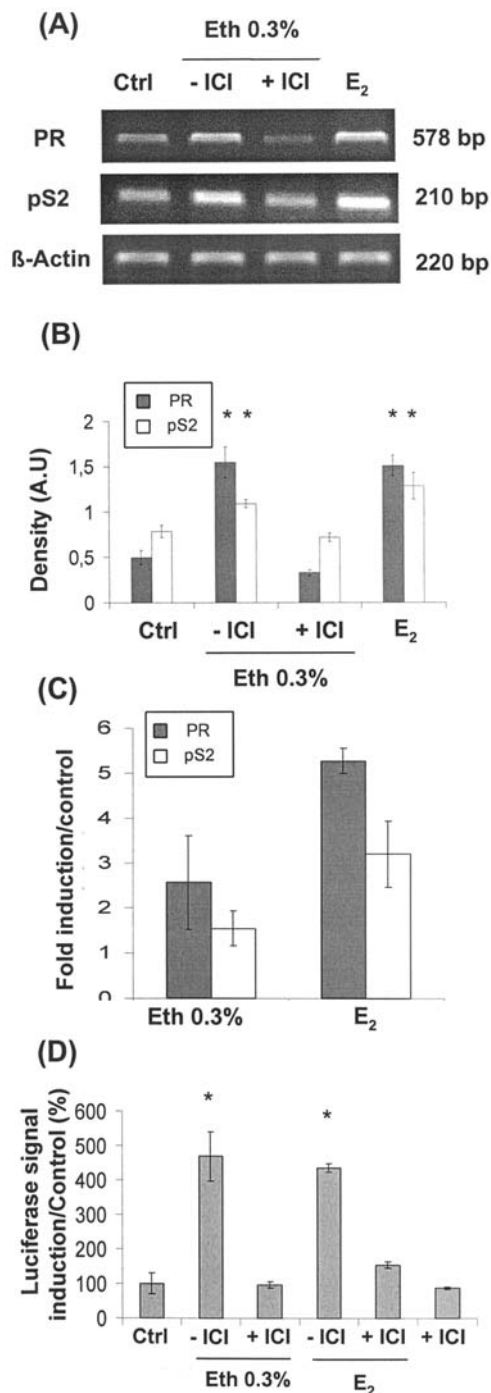 (A)
Eth 0.3%
Ctrl - ICI + ICI E2
PR 578 bp
pS2 210 bp
ß-Actin 220 bp
(B)
PR
pS2
Density (A.U)
2
1,5
1
0,5
0
* * * *
Ctrl - ICI + ICI E2
Eth 0.3%
(C)
PR
pS2
Fold induction/control
6
5
4
3
2
1
0
Eth 0.3% E2
(D)
Luciferase signal
induction/Control (%)
600
500
400
300
200
100
0
* *
Ctrl - ICI + ICI - ICI + ICI + ICI
Eth 0.3% E2